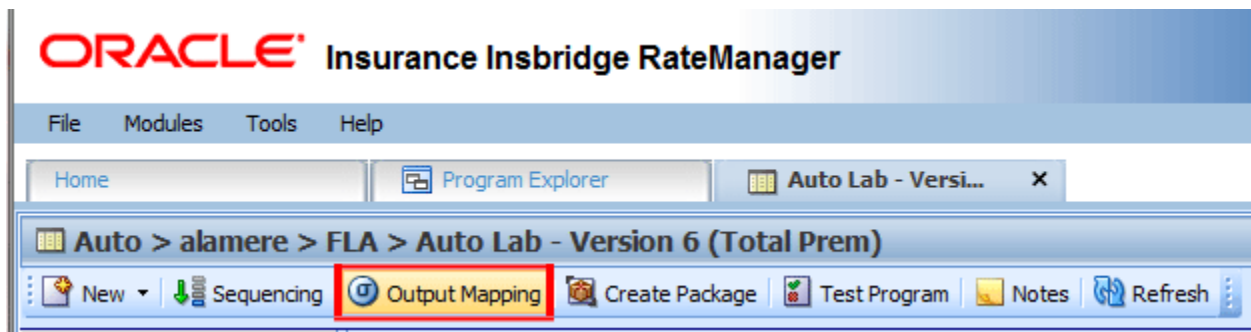 ORACLE Insurance Insbridge RateManager
File Modules Tools Help
Home Program Explorer Auto Lab - Versi... ×
Auto > alamere > FLA > Auto Lab - Version 6 (Total Prem)
New Sequencing Output Mapping Create Package Test Program Notes Refresh